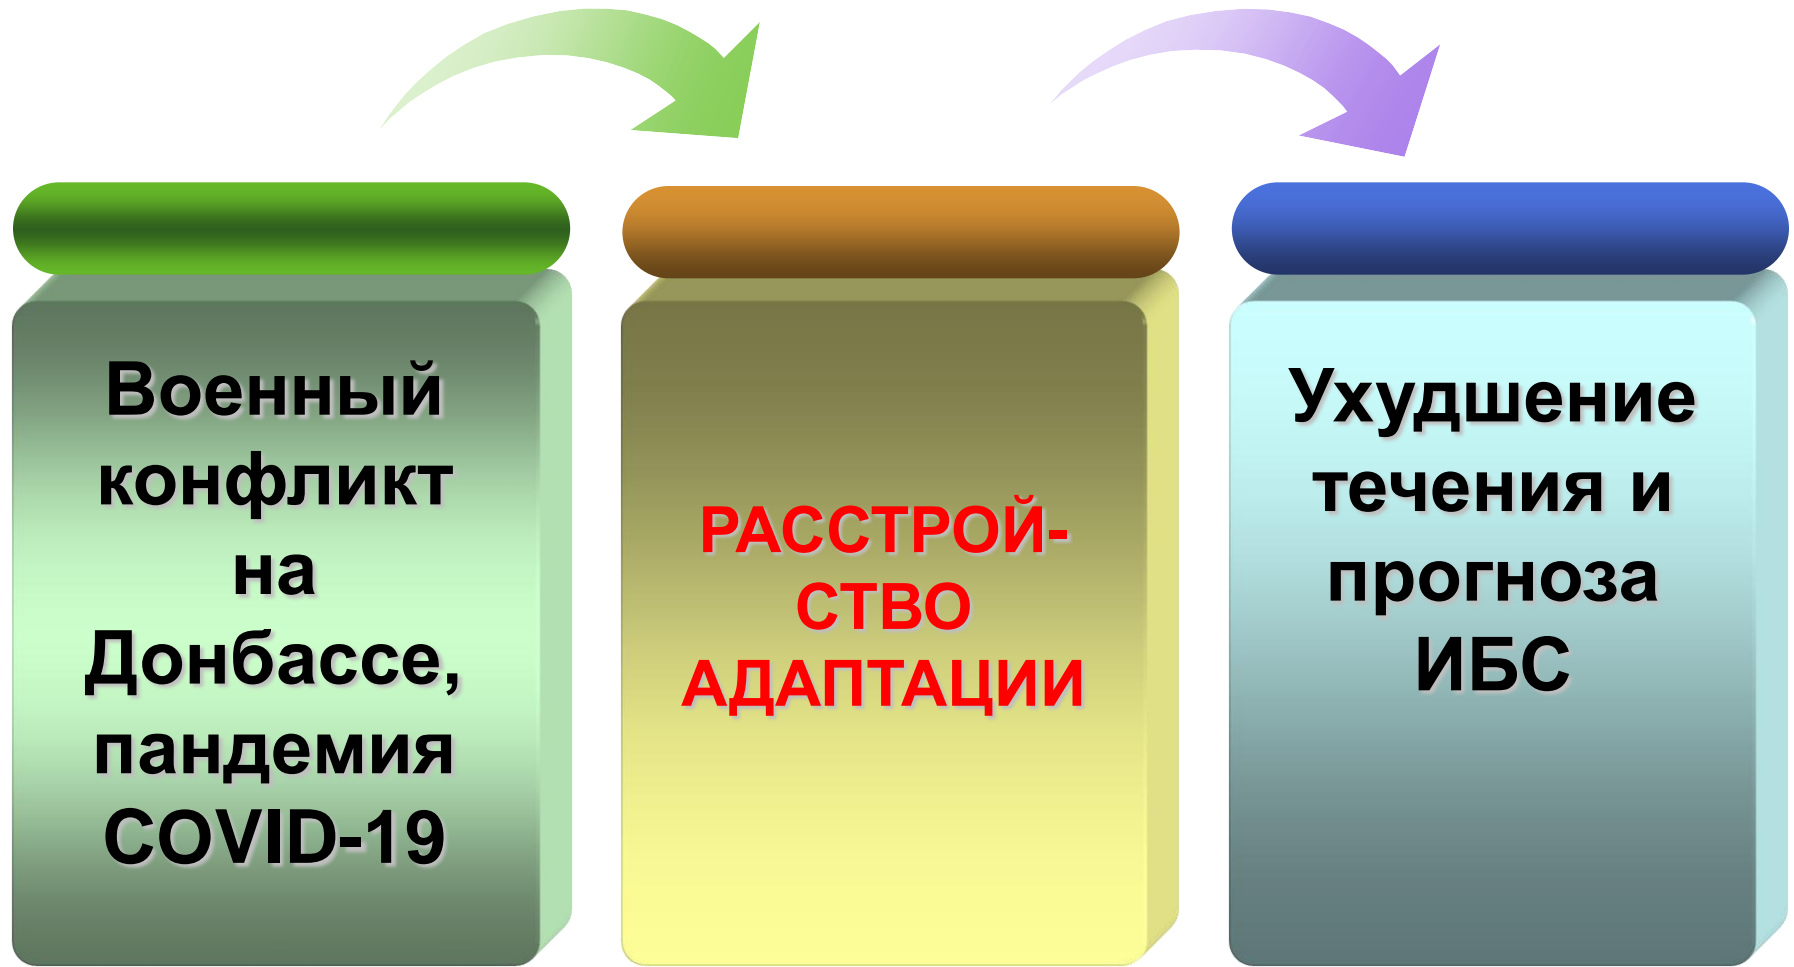 Военный
конфликт
на
Донбассе,
пандемия
COVID-19
РАССТРОЙ-
СТВО
АДАПТАЦИИ
Ухудшение
течения и
прогноза
ИБС